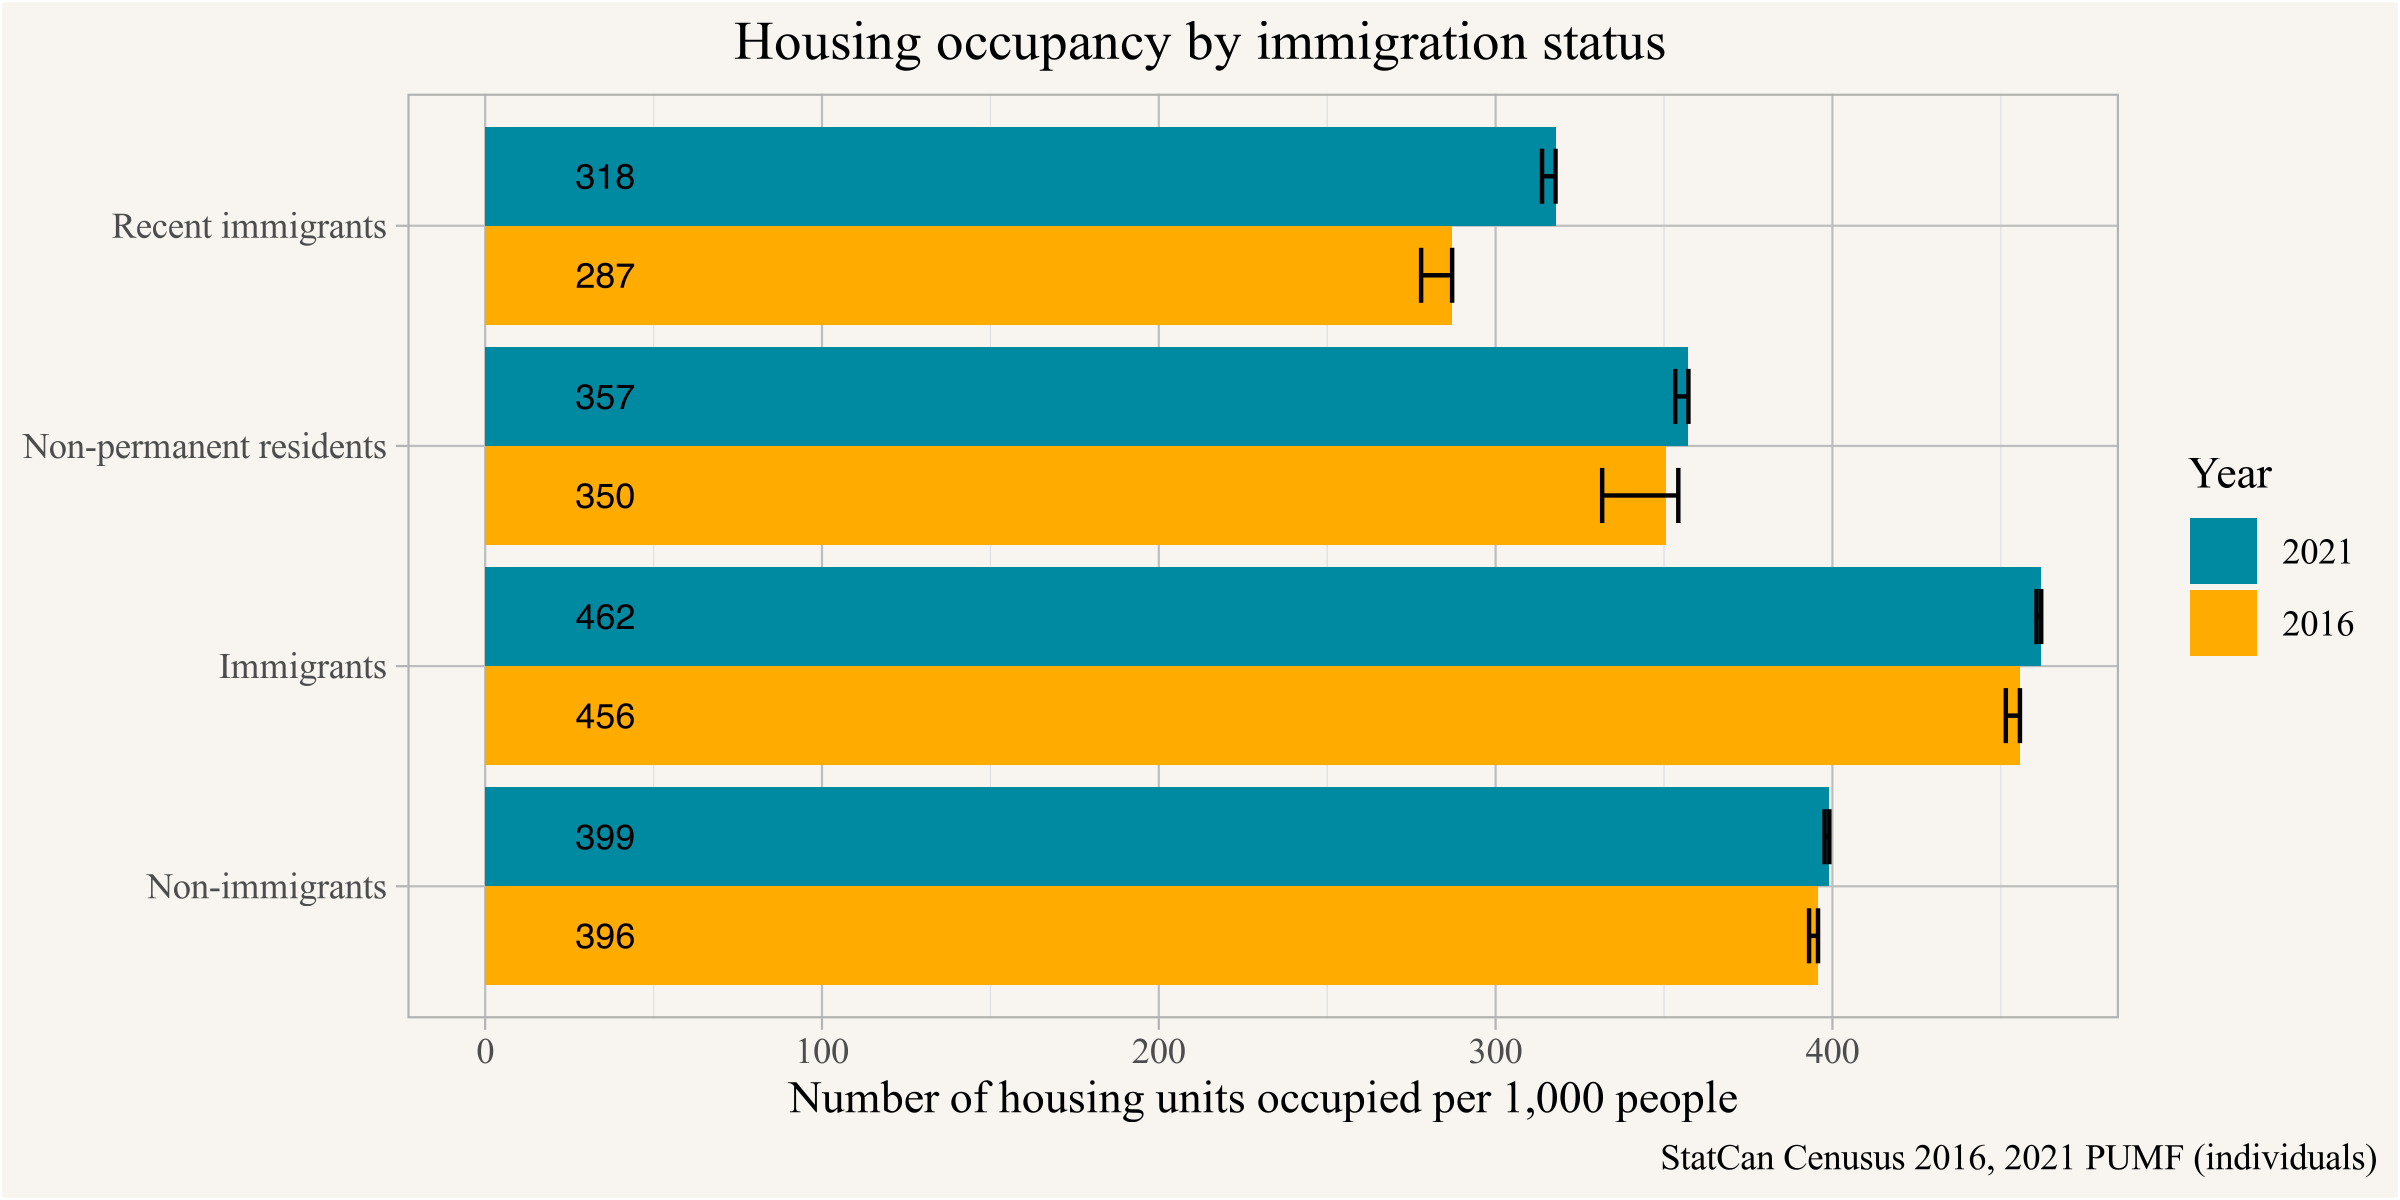 Housing occupancy by immigration status
Recent immigrants
318
287
Non-permanent residents
357
350
Immigrants
462
456
Non-immigrants
399
396
0 100 200 300 400
Number of housing units occupied per 1,000 people
Year
2021
2016
StatCan Cenusus 2016, 2021 PUMF (individuals)